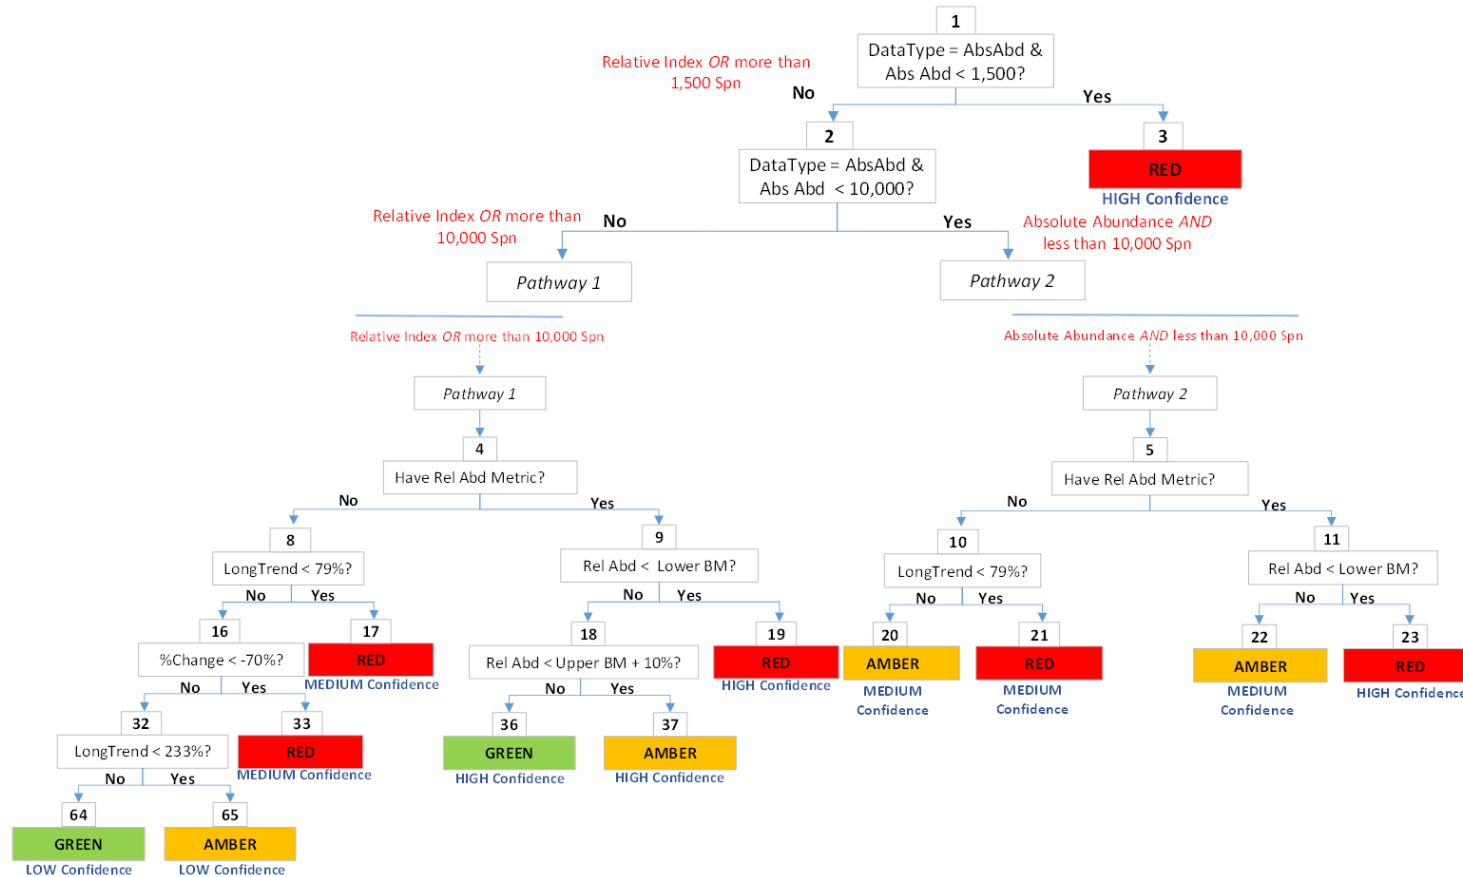 1
DataType = AbsAbd &
Abs Abd < 1,500?
Relative Index OR more than
1,500 Spn
No
Yes
2
DataType = AbsAbd &
Abs Abd < 10,000?
3
RED
HIGH Confidence
Relative Index OR more than
10,000 Spn
No
Yes
Absolute Abundance AND
less than 10,000 Spn
Pathway 1
Pathway 2
Relative Index OR more than 10,000 Spn
Pathway 1
4
Have Rel Abd Metric?
No
Yes
8
LongTrend < 79%?
No
Yes
9
Rel Abd < Lower BM?
No
Yes
16
%Change < -70%?
No
Yes
17
RED
MEDIUM Confidence
18
Rel Abd < Upper BM + 10%?
No
Yes
19
RED
HIGH Confidence
32
LongTrend < 233%?
No
Yes
33
RED
MEDIUM Confidence
36
GREEN
HIGH Confidence
37
AMBER
HIGH Confidence
64
GREEN
LOW Confidence
65
AMBER
LOW Confidence
Absolute Abundance AND less than 10,000 Spn
Pathway 2
5
Have Rel Abd Metric?
No
Yes
10
LongTrend < 79%?
No
Yes
11
Rel Abd < Lower BM?
No
Yes
20
AMBER
MEDIUM
Confidence
21
RED
MEDIUM
Confidence
22
AMBER
MEDIUM
Confidence
23
RED
HIGH Confidence